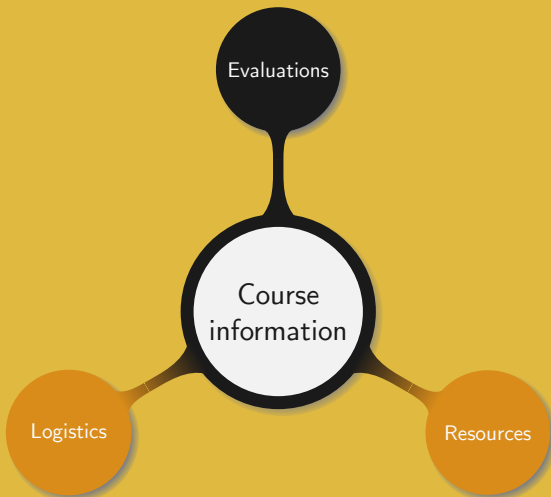 Evaluations
Course
information
Logistics
Resources